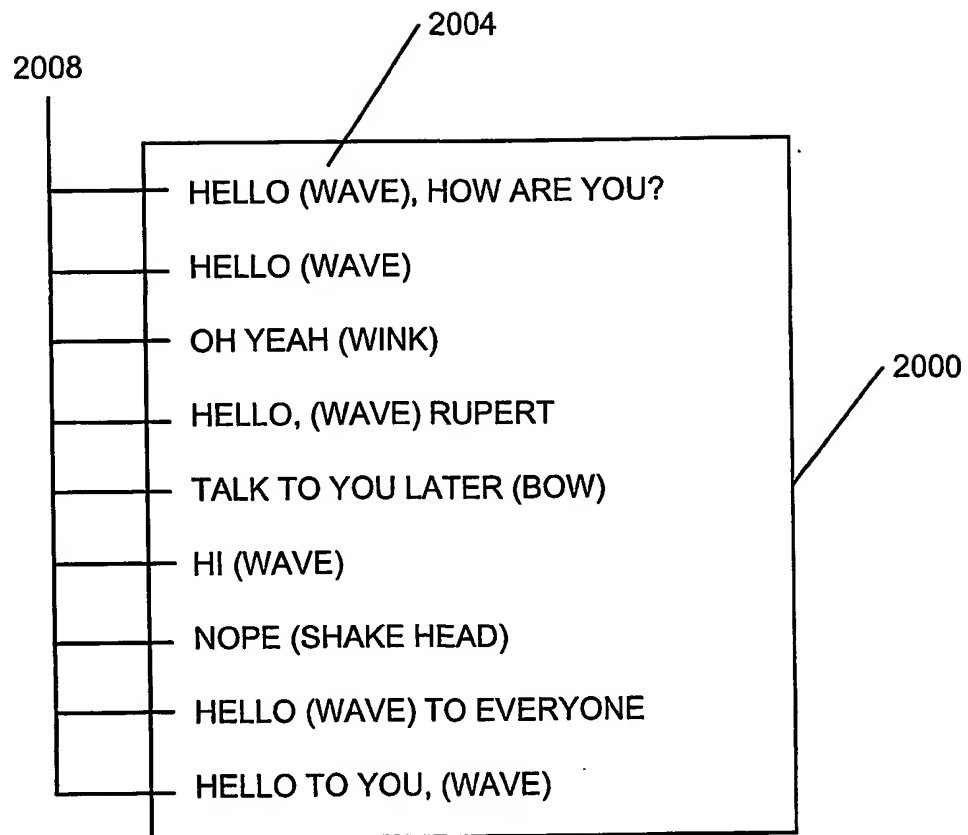 2004
2008
HELLO (WAVE), HOW ARE YOU?
HELLO (WAVE)
OH YEAH (WINK)
2000
HELLO, (WAVE) RUPERT
TALK TO YOU LATER (BOW)
HI (WAVE)
NOPE (SHAKE HEAD)
HELLO (WAVE) TO EVERYONE
HELLO TO YOU, (WAVE)